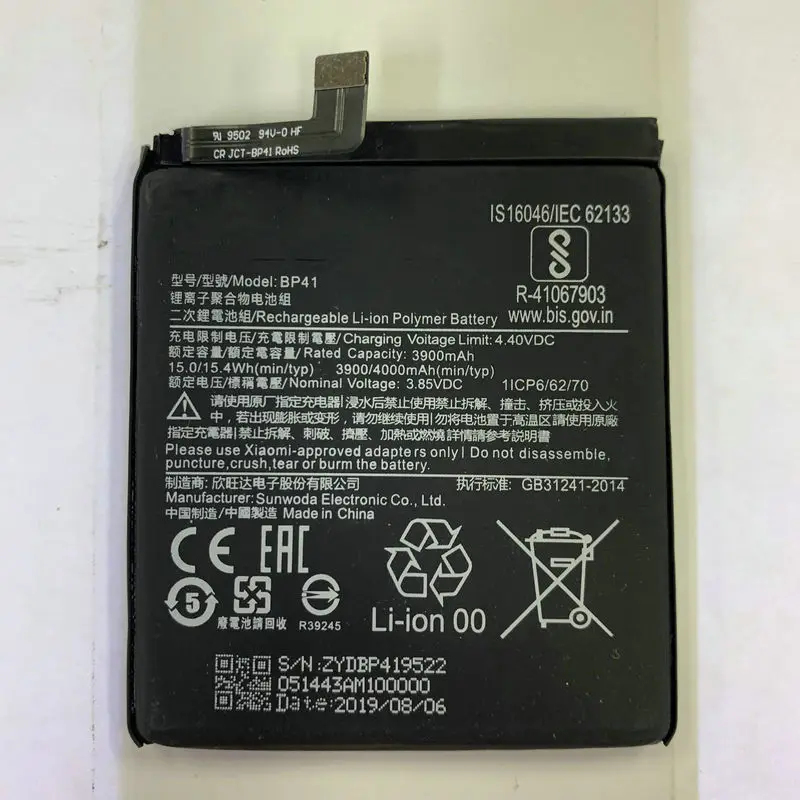 9502 94V-0 HF
CR JCT-BP41 RoHS
IS16046/IEC 62133
R-41067903
www.bis.gov.in
型号/型號/Model: BP41
锂离子聚合物电池组
二次鋰電池組/Rechargeable Li-ion Polymer Battery
充电限制电压/充電限制電壓/Charging Voltage Limit: 4.40VDC
额定容量/額定容量/Rated Capacity: 3900mAh
15.0/15.4Wh(min/typ) 3900/4000mAh(min/typ)
额定电压/標稱電壓/Nominal Voltage: 3.85VDC 1ICP6/62/70
请使用原厂指定充电器|浸水后禁止使用禁止拆解、撞击、挤压或投入火
中，若出现膨胀或变形，请勿继续使用|勿将电池置于高温区請使用原廠
指定充電器|禁止拆解、刺破、擠壓、加熱或燃燒 詳情請參考説明書
Please use Xiaomi-approved adapters only| Do not disassemble,
puncture,crush,tear or burn the battery.
制造商: 欣旺达电子股份有限公司 执行标准: GB31241-2014
Manufacturer: Sunwoda Electronic Co., Ltd.
中国制造/中國製造 Made in China
CE EAC
5
廢電池請回收 R39245
Li-ion 00
S/N:ZYDBP419522
051443AM100000
Date:2019/08/06